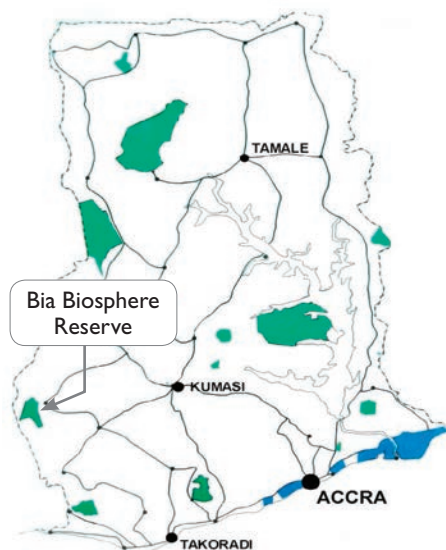 TAMALE
Bia Biosphere
Reserve
KUMASI
ACCRA
TAKORADI